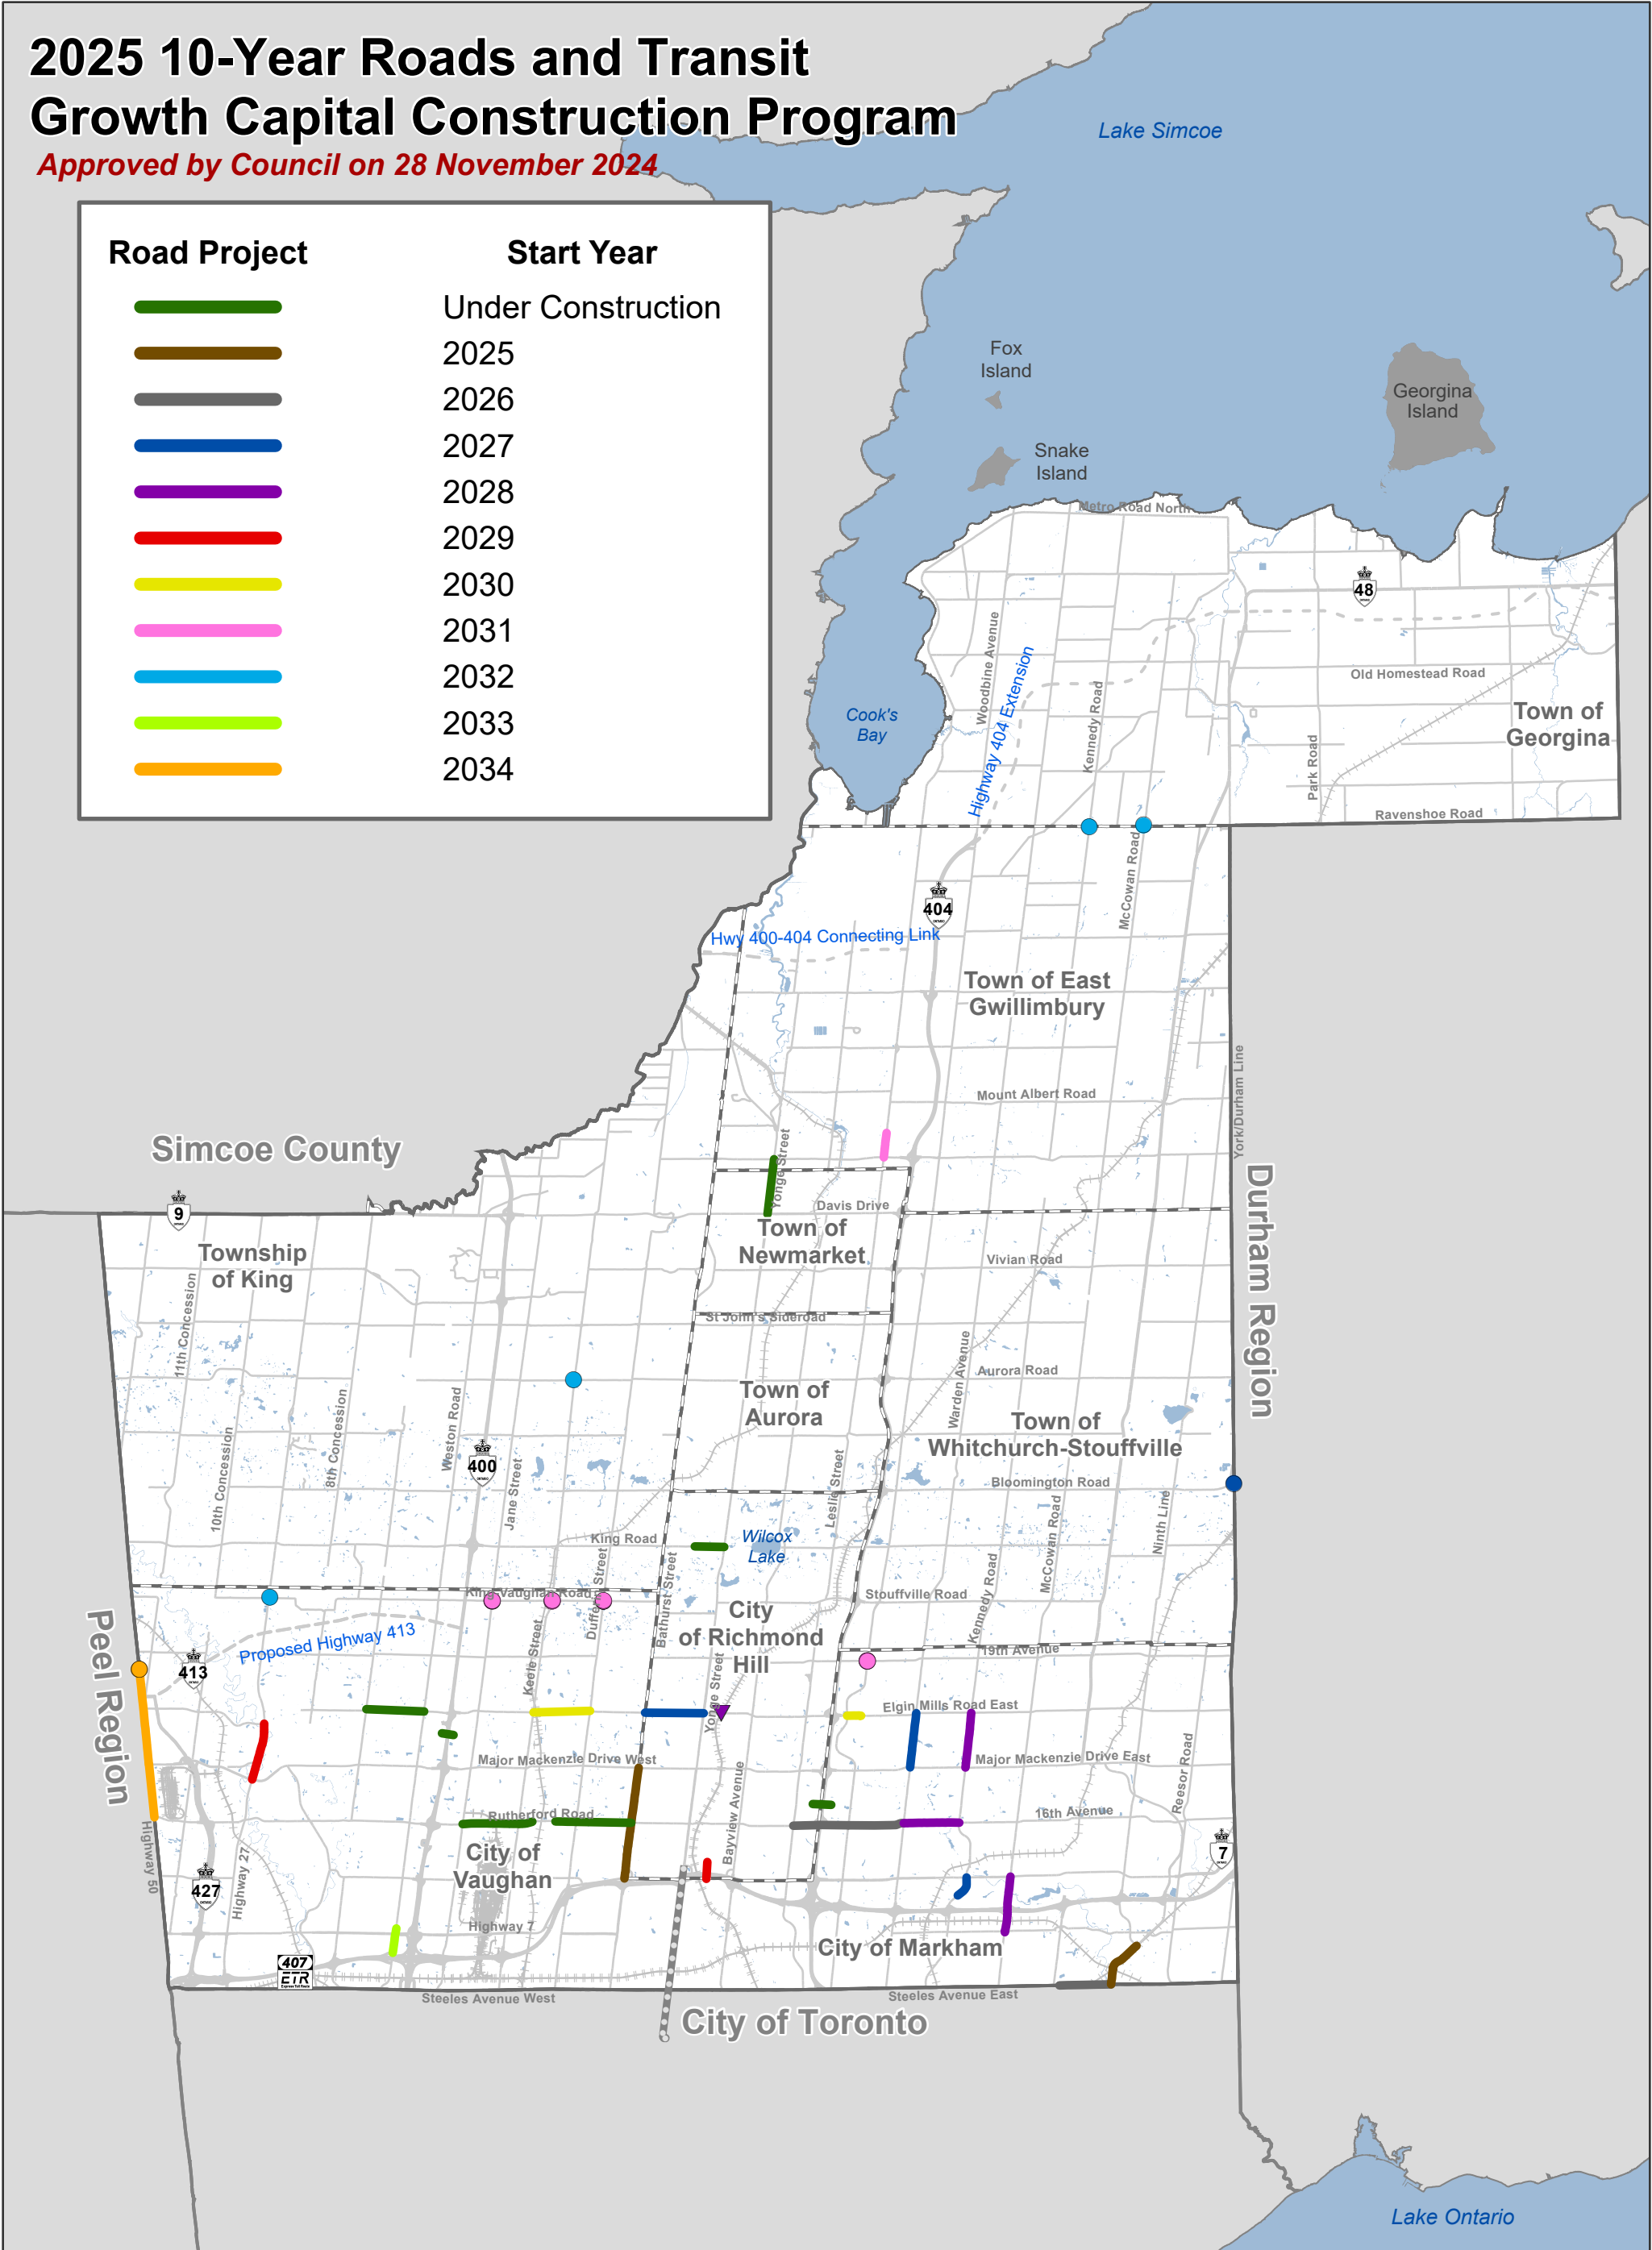 2025 10-Year Roads and Transit
Growth Capital Construction Program
Approved by Council on 28 November 2024
Road Project
Start Year
Under Construction
2025
2026
2027
2028
2029
2030
2031
2032
2033
2034
Lake Simcoe
Fox
Island
Georgina
Island
Snake
Island
Metro Road North
48
Woodbine Avenue
Highway 404 Extension
Kennedy Road
Old Homestead Road
Town of
Georgina
Park Road
Cook's
Bay
Ravenshoe Road
McCowan Road
404
Hwy 400-404 Connecting Link
Town of East
Gwillimbury
Mount Albert Road
York/Durham Line
Simcoe County
Yonge Street
Durham Region
9
Davis Drive
Town of
Newmarket
Township
of King
Vivian Road
11th Concession
St John's Sideroad
Warden Avenue
Aurora Road
Town of
Aurora
Town of
Whitchurch-Stouffville
Weston Road
8th Concession
10th Concession
400
Jane Street
Leslie Street
Bloomington Road
McCowan Road
Ninth Line
King Road
Wilcox
Lake
Bathurst Street
Dufferin Street
King-Vaughan Road
Stouffville Road
Kennedy Road
Peel Region
City
of Richmond
Hill
Proposed Highway 413
413
Keele Street
19th Avenue
Yonge Street
Elgin Mills Road East
Major Mackenzie Drive West
Major Mackenzie Drive East
Reesor Road
Bayview Avenue
Rutherford Road
16th Avenue
City of
Vaughan
Highway 50
Highway 27
427
7
Highway 7
City of Markham
407
ETR
Steeles Avenue West
Steeles Avenue East
City of Toronto
Lake Ontario